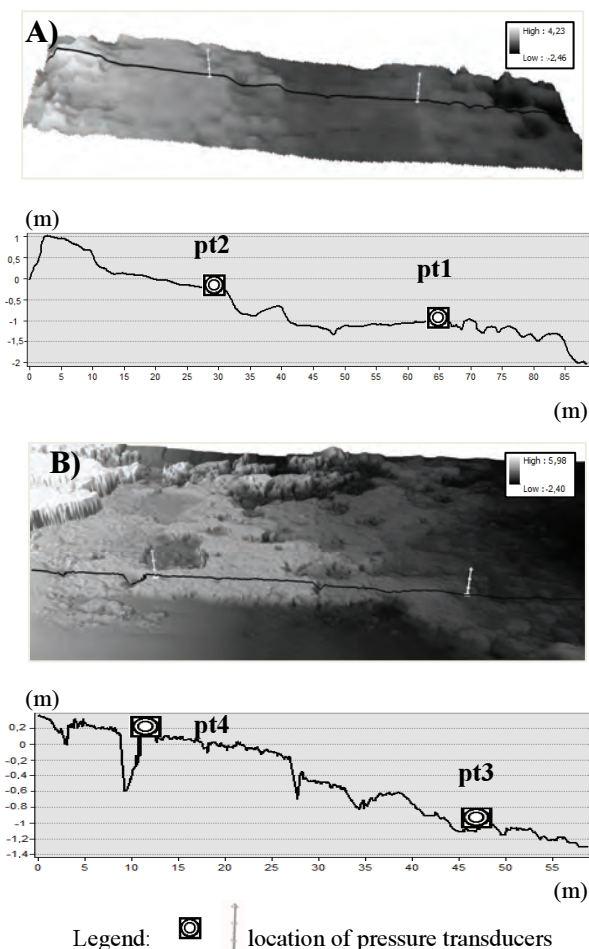 A)
High : 4,23
Low : -2,46
(m)
pt2
pt1
1
0,5
0
-0,5
-1
-1,5
-2
0 5 10 15 20 25 30 35 40 45 50 55 60 65 70 75 80 85
(m)
B)
High : 5,98
Low : -2,40
(m)
pt4
pt3
0,2
0
-0,2
-0,4
-0,6
-0,8
-1
-1,2
-1,4
0 5 10 15 20 25 30 35 40 45 50 55
(m)
Legend: location of pressure transducers